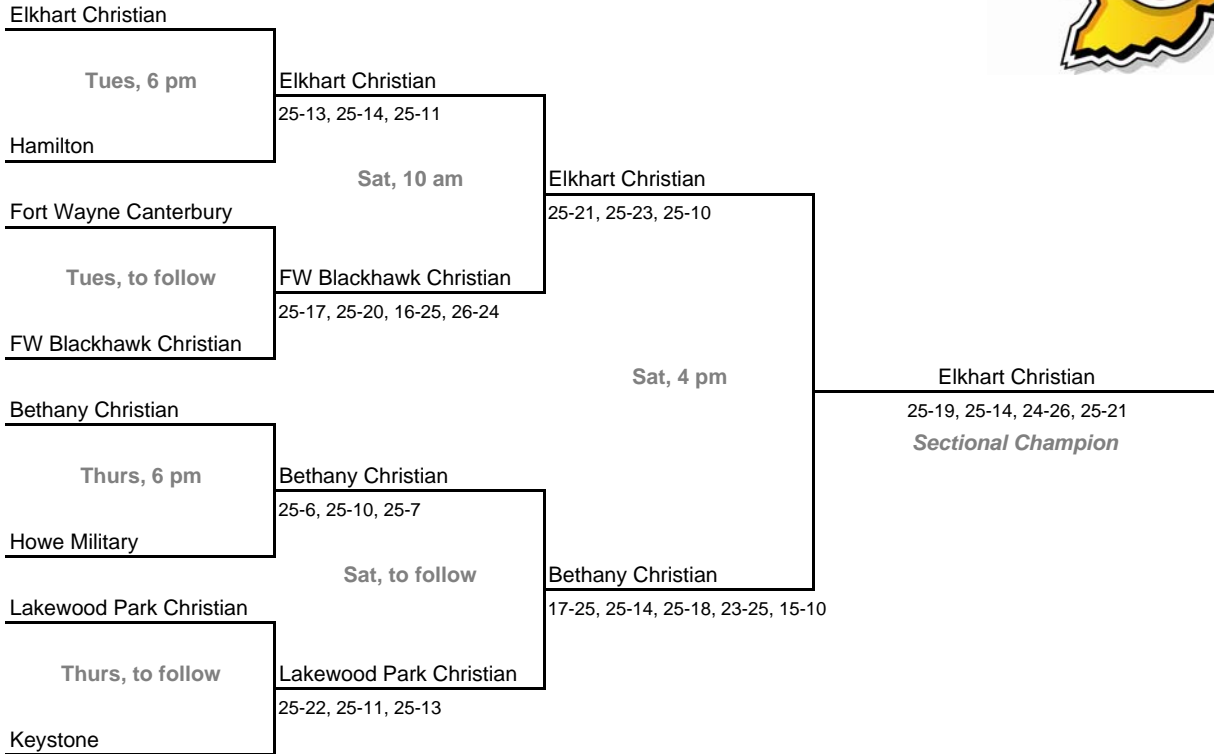 Elkhart Christian
Tues, 6 pm
Elkhart Christian
25-13, 25-14, 25-11
Hamilton
Sat, 10 am
Elkhart Christian
25-21, 25-23, 25-10
Fort Wayne Canterbury
Tues, to follow
FW Blackhawk Christian
25-17, 25-20, 16-25, 26-24
FW Blackhawk Christian
Sat, 4 pm
Elkhart Christian
25-19, 25-14, 24-26, 25-21
Sectional Champion
Bethany Christian
Thurs, 6 pm
Bethany Christian
25-6, 25-10, 25-7
Howe Military
Sat, to follow
Bethany Christian
17-25, 25-14, 25-18, 23-25, 15-10
Lakewood Park Christian
Thurs, to follow
Lakewood Park Christian
25-22, 25-11, 25-13
Keystone